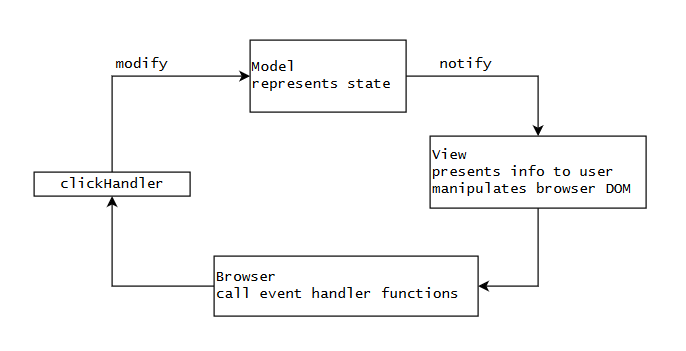 modify
Model
represents state
notify
View
presents info to user
manipulates browser DOM
clickHandler
Browser
call event handler functions